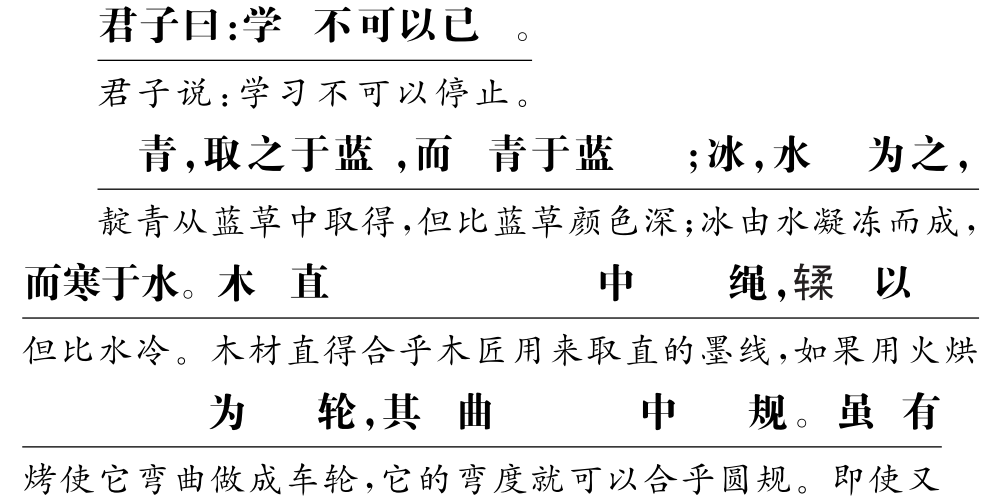 君子曰:学 不可以已 。
君子说:学习不可以停止。
青,取之于蓝 ,而 青于蓝 ;冰,水 为之,
靛青从蓝草中取得,但比蓝草颜色深;冰由水凝冻而成,
而寒于水。木 直 中 绳,𫐓 以
但比水冷。木材直得合乎木匠用来取直的墨线,如果用火烘
为 轮,其 曲 中 规。虽 有
烤使它弯曲做成车轮,它的弯度就可以合乎圆规。即使又